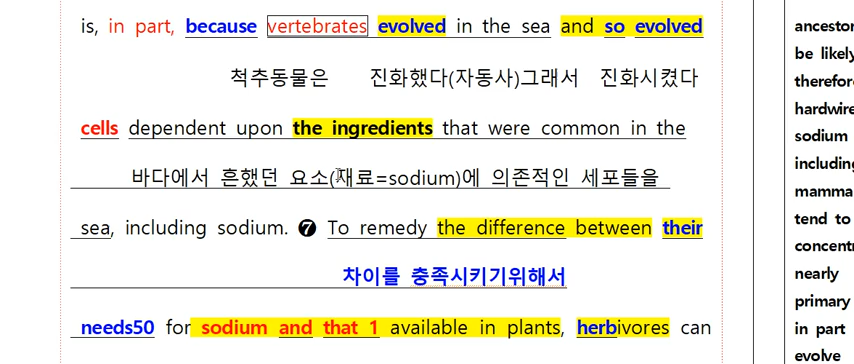 is, in part, because vertebrates evolved in the sea and so evolved
척추동물은 진화했다(자동사)그래서 진화시켰다
cells dependent upon the ingredients that were common in the
바다에서 흔했던 요소(재료=sodium)에 의존적인 세포들을
sea, including sodium. ❼ To remedy the difference between their
차이를 충족시키기위해서
needs50 for sodium and that 1 available in plants, herbivores can
ancestor
be likely
therefor
hardwire
sodium
including
mamma
tend to
concentr
nearly
primary
in part
evolve